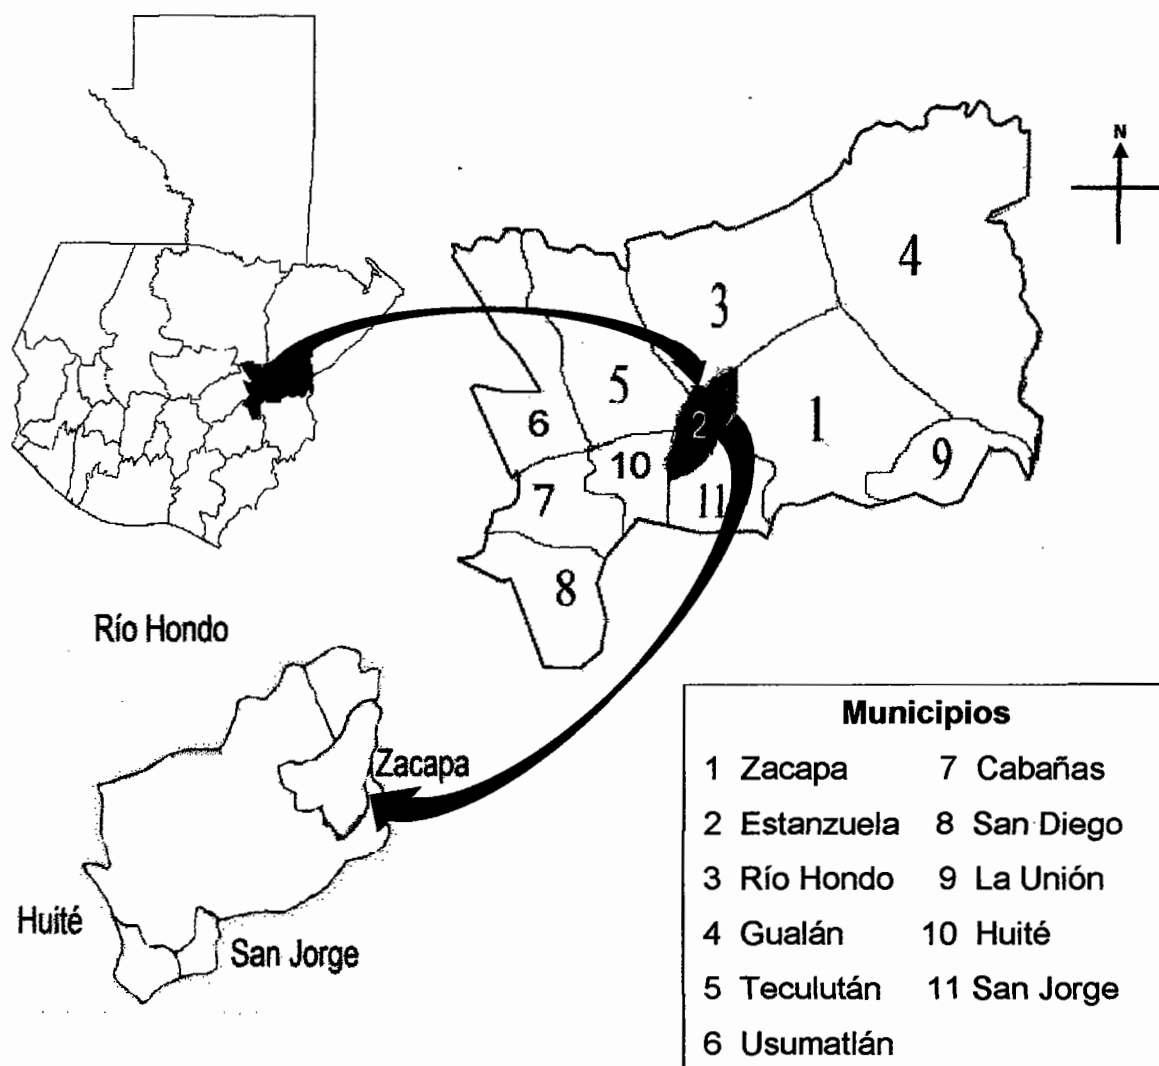 N
4
3
5
6
2
1
10
9
7
11
8
Río Hondo
Zacapa
Huité
San Jorge
Municipios
1 Zacapa 7 Cabañas
2 Estanzuela 8 San Diego
3 Río Hondo 9 La Unión
4 Gualán 10 Huité
5 Teculután 11 San Jorge
6 Usumatlán